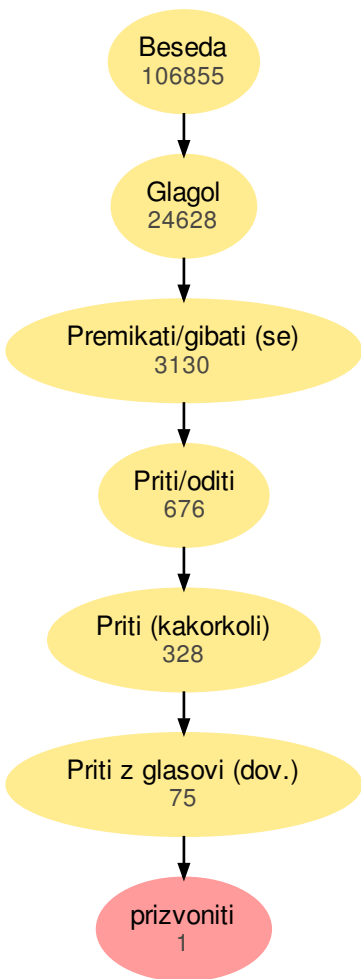 Beseda
106855
Glagol
24628
Premikati/gibati (se)
3130
Priti/oditi
676
Priti (kakorkoli)
328
Priti z glasovi (dov.)
75
prizvoniti
1